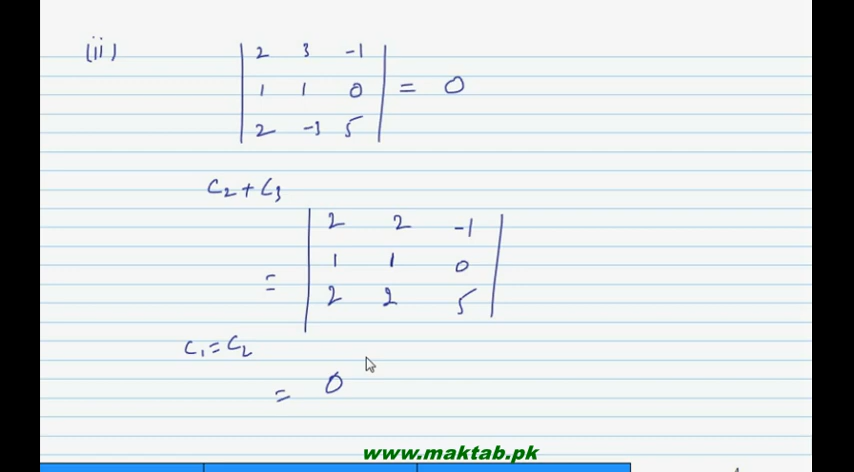 (ii)
2 3 -1
1 1 0 = 0
2 -3 5
C₂ + C₃
2 2 -1
= 1 1 0
2 2 5
C₁ = C₂
= 0
www.maktab.pk